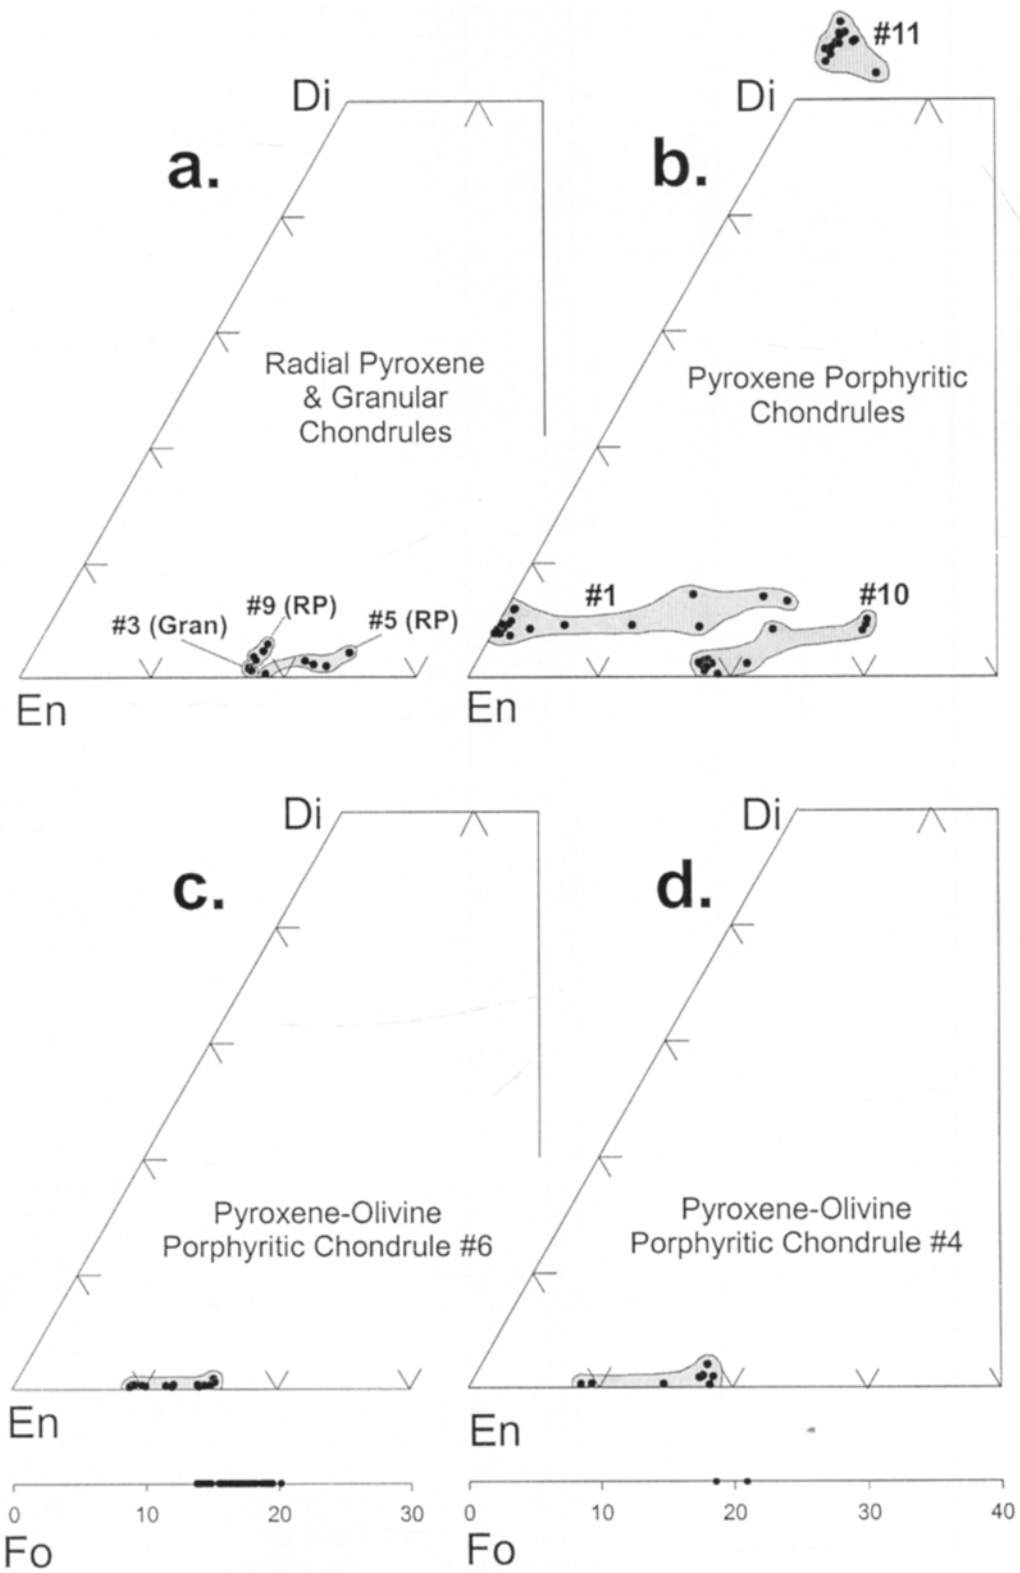 #11
Di
Di
a.
b.
Radial Pyroxene
& Granular
Chondrules
Pyroxene Porphyritic
Chondrules
#3 (Gran)
#9 (RP)
#5 (RP)
#1
#10
En
En
Di
Di
c.
d.
Pyroxene-Olivine
Porphyritic Chondrule #6
Pyroxene-Olivine
Porphyritic Chondrule #4
En
En
0 10 20 30
0 10 20 30 40
Fo
Fo